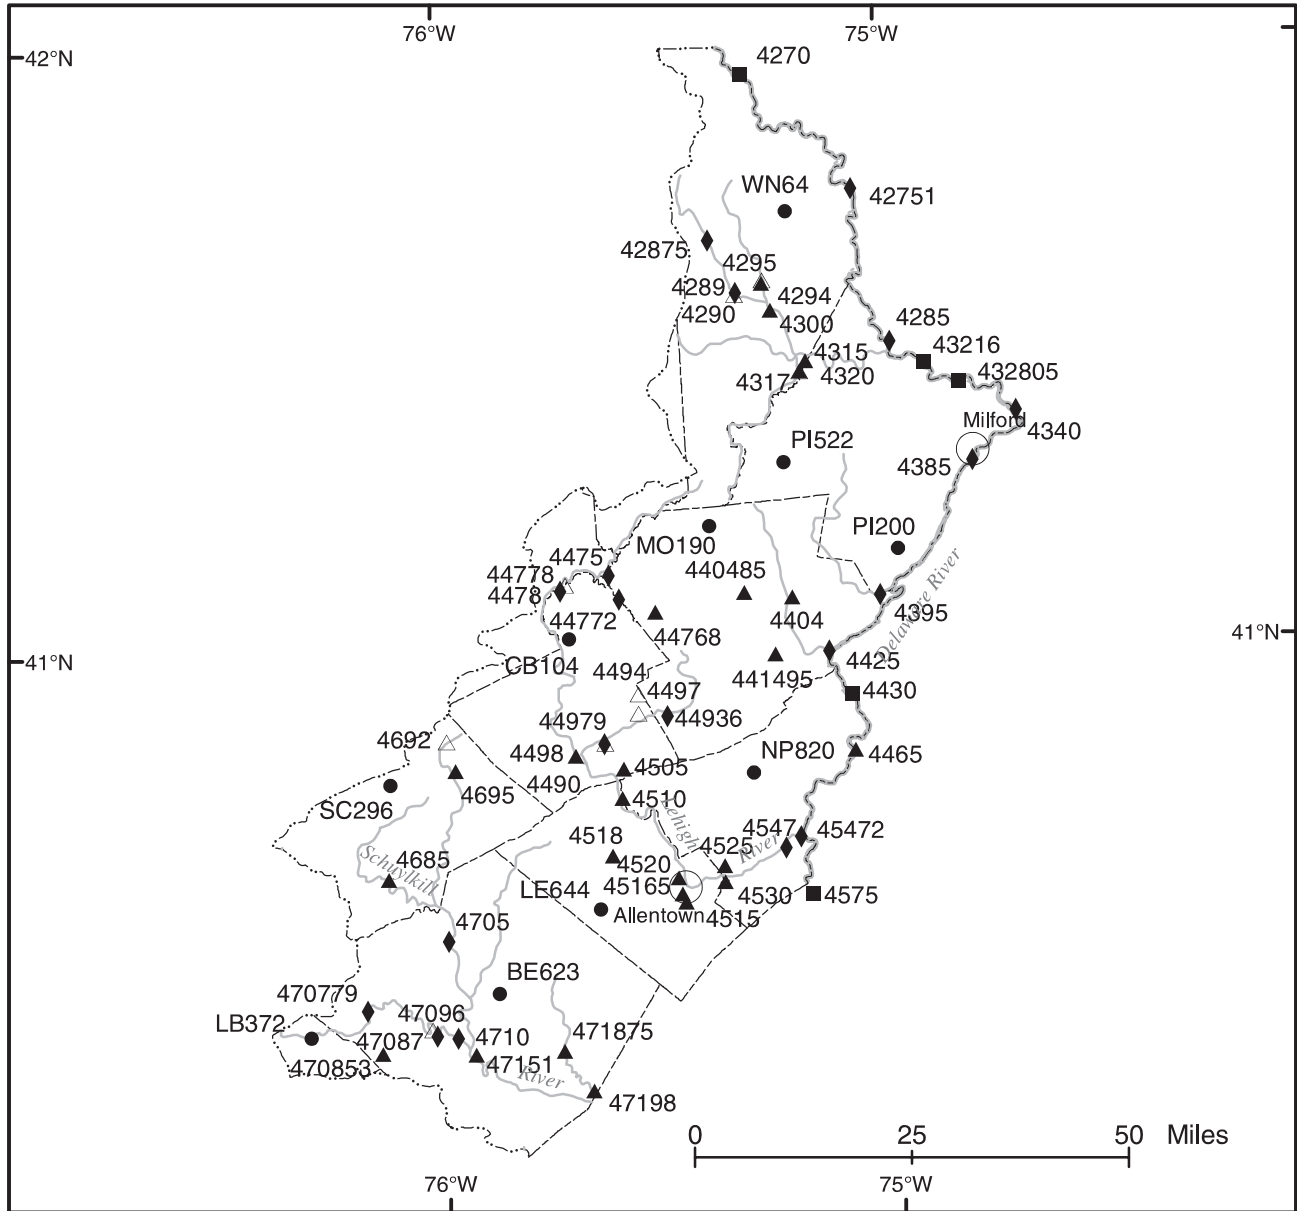 76°W
75°W
42°N
4270
WN64
42751
42875
4295
4289
4294
4290
4300
4285
43216
4315
432805
4317
4320
Milford
4340
PI522
4385
PI200
MO190
4475
440485
44778
4478
4395
4404
44772
44768
Delaware River
41°N
41°N
CB104
4425
4494
441495
4430
4497
44979
44936
4692
4498
NP820
4465
4505
4490
4695
4510
SC296
Lehigh
4547
45472
4518
4525
River
4685
Schuylkill
4520
45165
LE644
4530
4575
Allentown
4515
4705
BE623
470779
47096
LB372
47087
4710
471875
470853
47151
River
47198
0 25 50 Miles
76°W
75°W